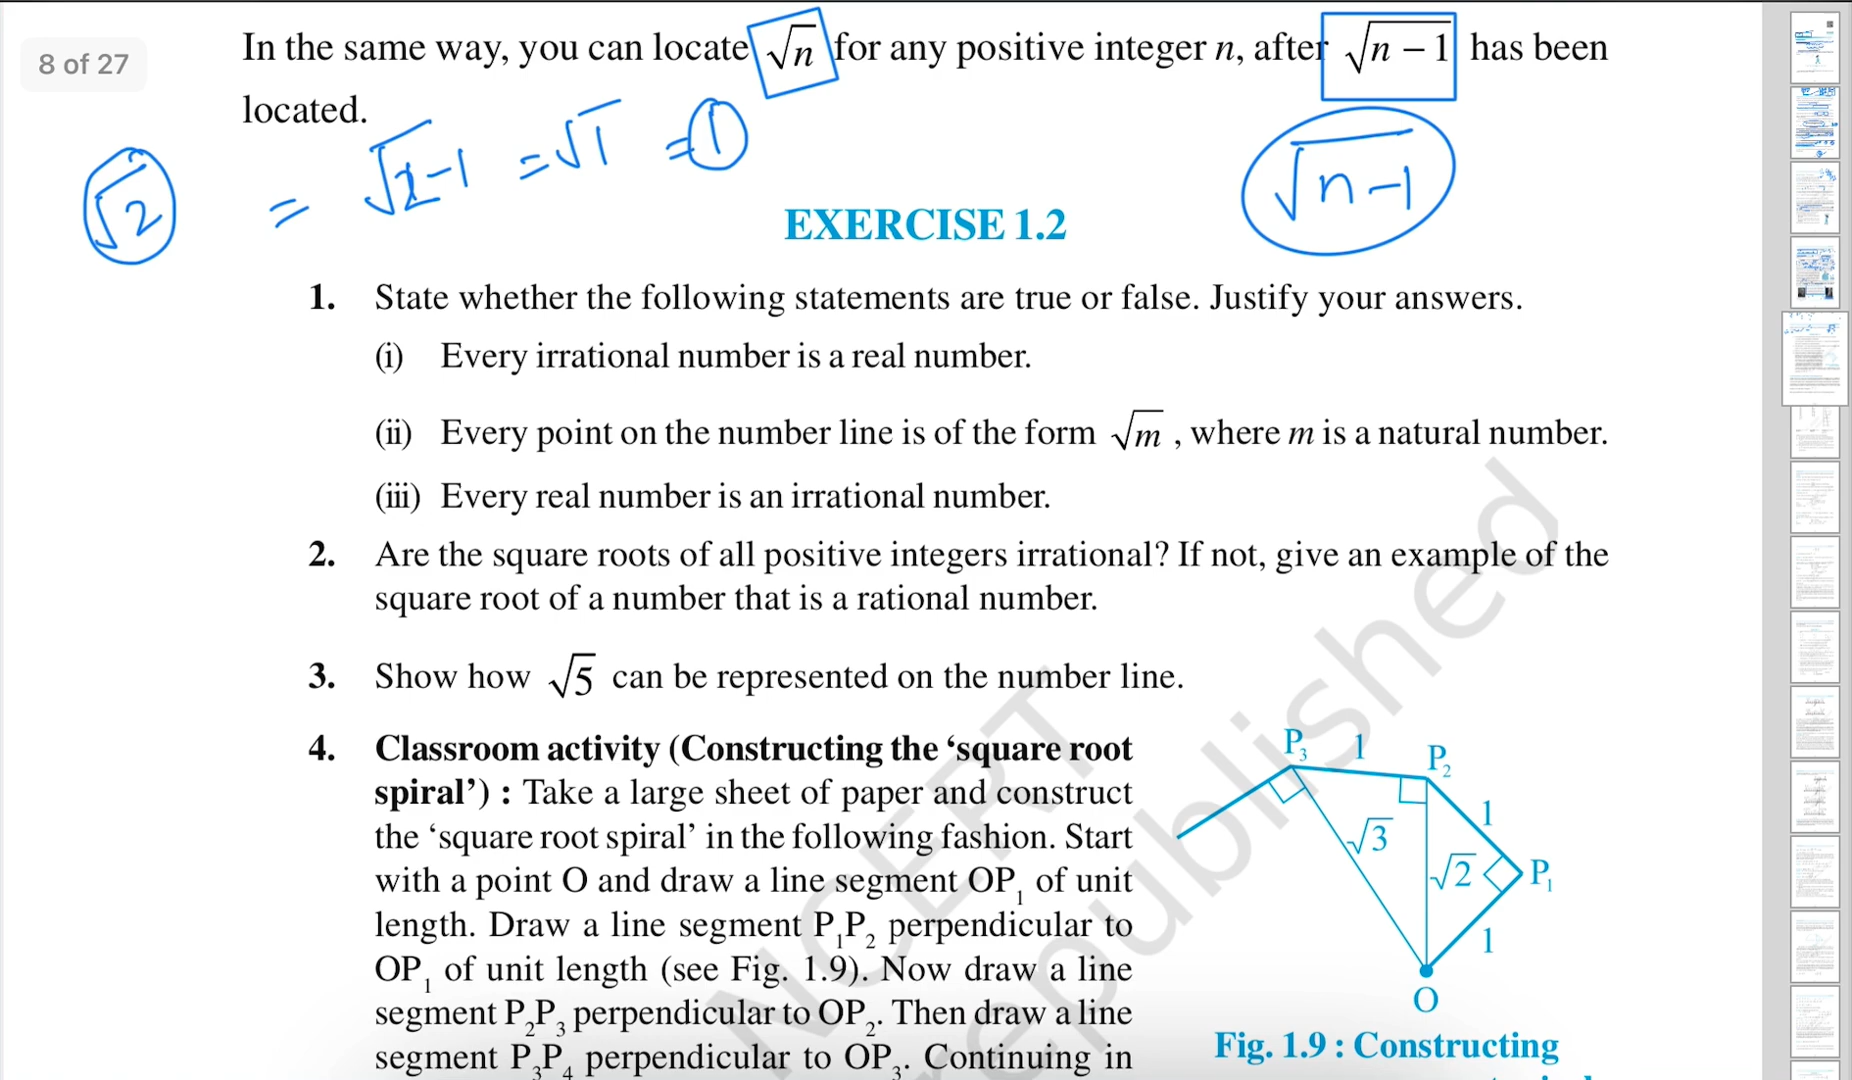 8 of 27
In the same way, you can locate √n for any positive integer n, after √n – 1 has been
located.
√2 = √2-1 = √1 = 1
√n-1
EXERCISE 1.2
1. State whether the following statements are true or false. Justify your answers.
(i) Every irrational number is a real number.
(ii) Every point on the number line is of the form √m , where m is a natural number.
(iii) Every real number is an irrational number.
2. Are the square roots of all positive integers irrational? If not, give an example of the
square root of a number that is a rational number.
3. Show how √5 can be represented on the number line.
4. Classroom activity (Constructing the ‘square root
spiral’) : Take a large sheet of paper and construct
the ‘square root spiral’ in the following fashion. Start
with a point O and draw a line segment OP₁ of unit
length. Draw a line segment P₁P₂ perpendicular to
OP₁ of unit length (see Fig. 1.9). Now draw a line
segment P₂P₃ perpendicular to OP₂. Then draw a line
segment P₃P₄ perpendicular to OP₃. Continuing in
P₃ 1 P₂
1
√3
√2 P₁
1
O
Fig. 1.9 : Constructing
NCERT
republished